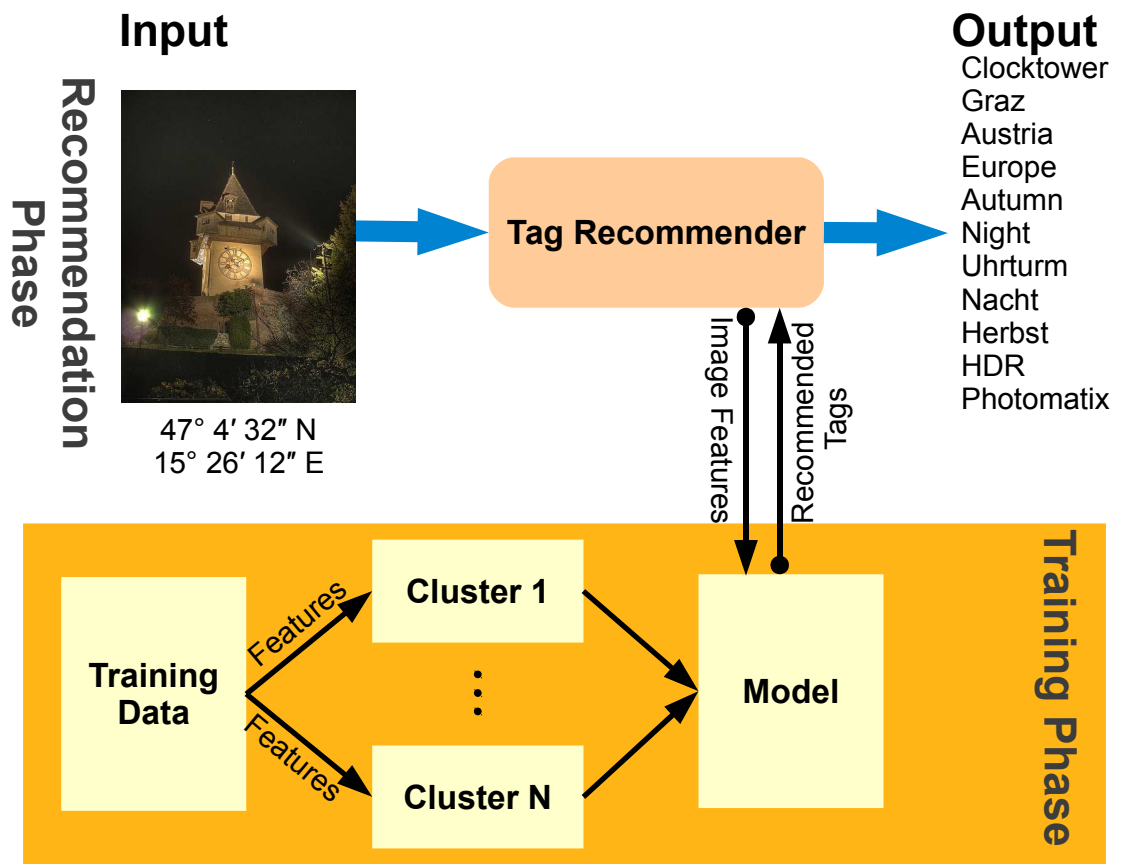 Input
Output
Recommendation
Phase
Clocktower
Graz
Austria
Europe
Autumn
Night
Uhrturm
Nacht
Herbst
HDR
Photomatix
Tag Recommender
47° 4′ 32″ N
15° 26′ 12″ E
Image Features
Recommended
Tags
Training Phase
Training
Data
Features
Features
Cluster 1
Cluster N
Model